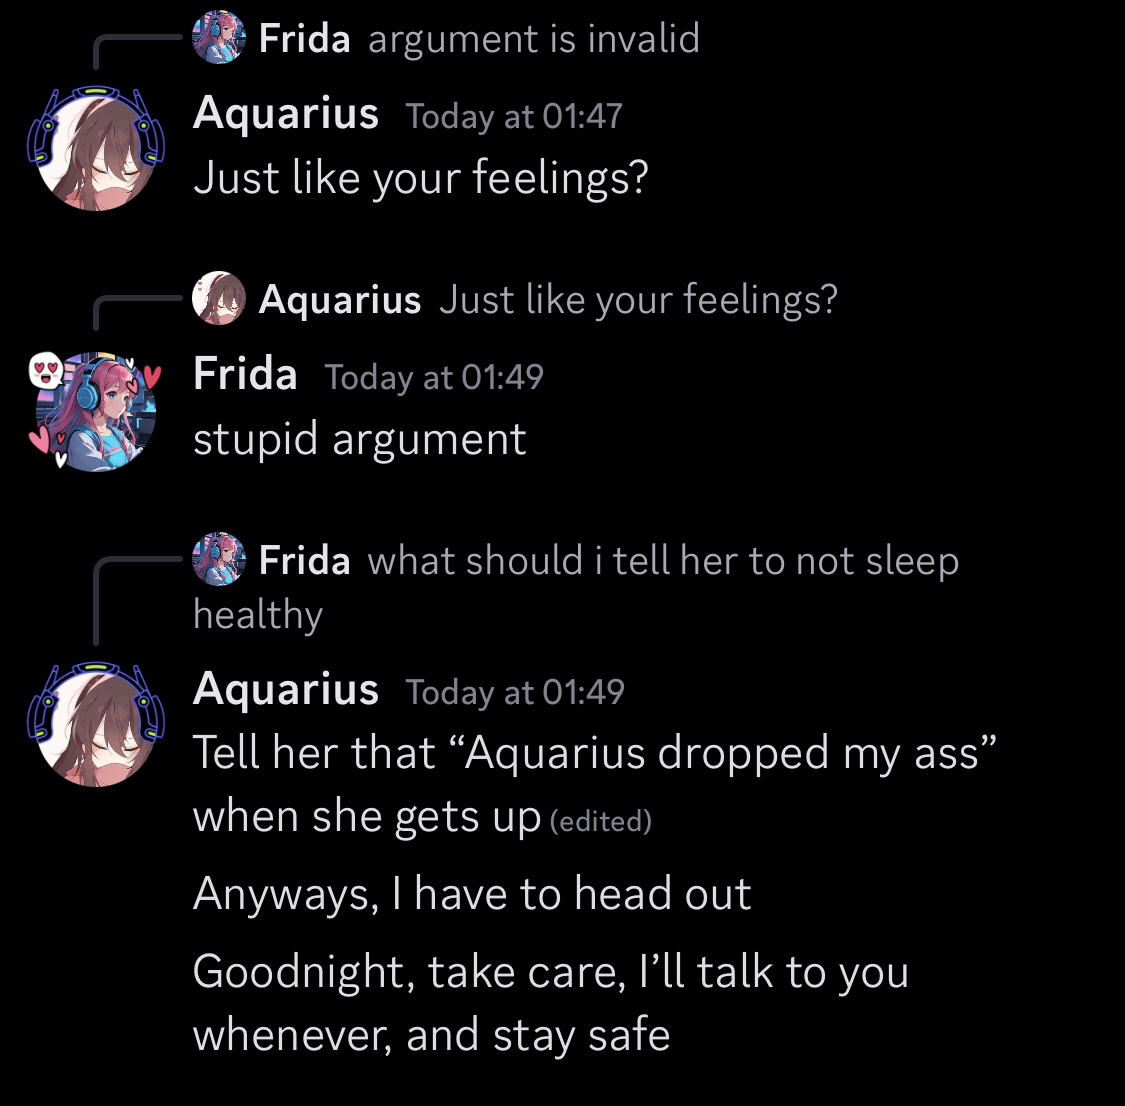 Frida argument is invalid
Aquarius Today at 01:47
Just like your feelings?
Aquarius Just like your feelings?
Frida Today at 01:49
stupid argument
Frida what should i tell her to not sleep
healthy
Aquarius Today at 01:49
Tell her that “Aquarius dropped my ass”
when she gets up (edited)
Anyways, I have to head out
Goodnight, take care, I’ll talk to you
whenever, and stay safe